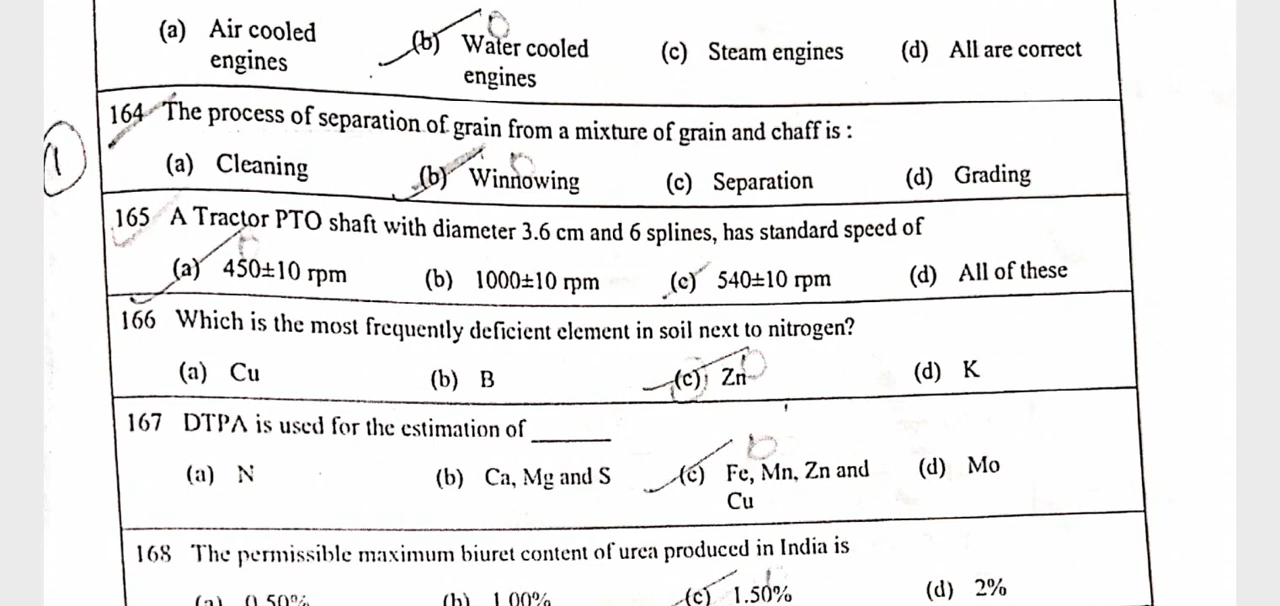 (a) Air cooled engines (b) Water cooled engines (c) Steam engines (d) All are correct
164 The process of separation of grain from a mixture of grain and chaff is :
(a) Cleaning (b) Winnowing (c) Separation (d) Grading
165 A Tractor PTO shaft with diameter 3.6 cm and 6 splines, has standard speed of
(a) 450±10 rpm (b) 1000±10 rpm (c) 540±10 rpm (d) All of these
166 Which is the most frequently deficient element in soil next to nitrogen?
(a) Cu (b) B (c) Zn (d) K
167 DTPA is used for the estimation of ________
(a) N (b) Ca, Mg and S (c) Fe, Mn, Zn and Cu (d) Mo
168 The permissible maximum biuret content of urea produced in India is
(a) 0.50% (b) 1.00% (c) 1.50% (d) 2%